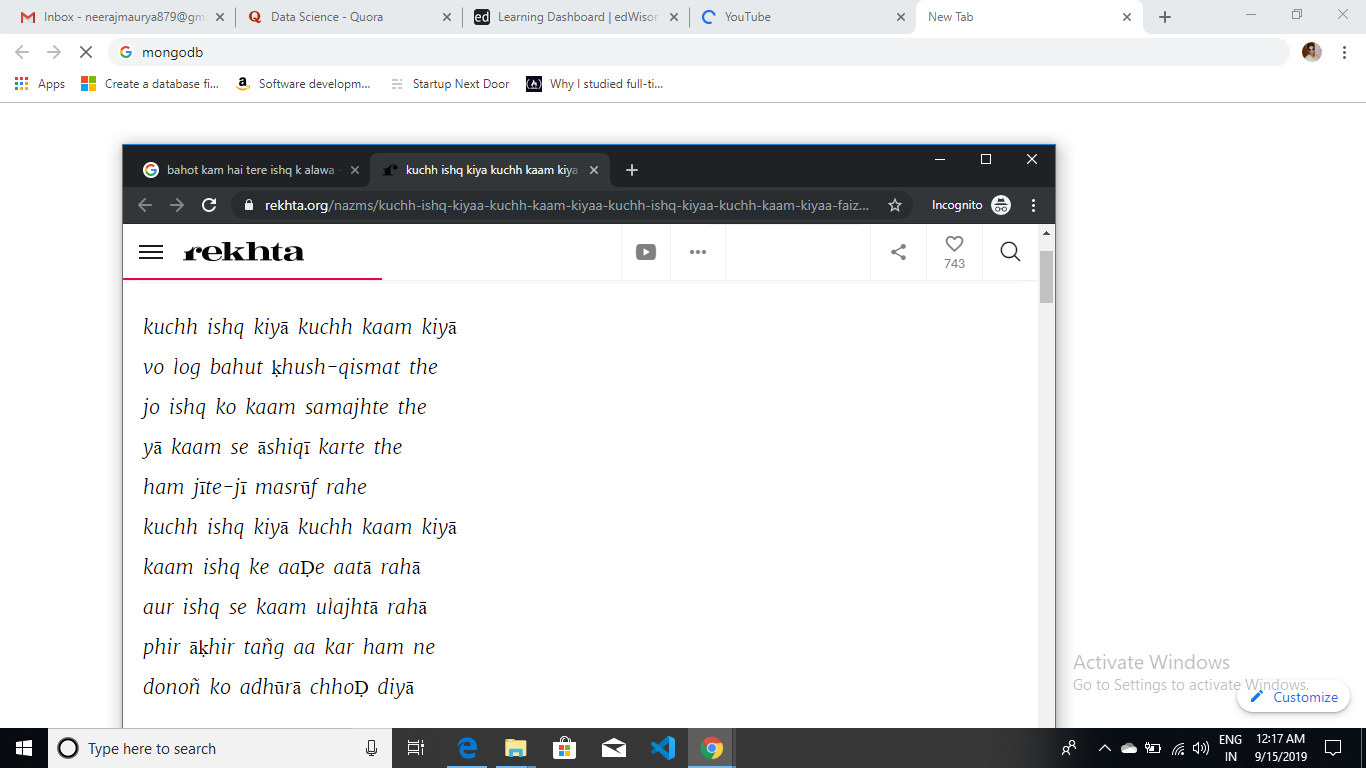 Inbox - neerajmaurya879@gm
Data Science - Quora
Learning Dashboard | edWisor
YouTube
New Tab
mongodb
Apps
Create a database fi...
Software developm...
Startup Next Door
Why I studied full-ti...
bahot kam hai tere ishq k alawa -
kuchh ishq kiya kuchh kaam kiya
rekhta.org/nazms/kuchh-ishq-kiyaa-kuchh-kaam-kiyaa-kuchh-ishq-kiyaa-kuchh-kaam-kiyaa-faiz...
Incognito
rekhta
743
kuchh ishq kiyā kuchh kaam kiyā
vo log bahut ḳhush-qismat the
jo ishq ko kaam samajhte the
yā kaam se āshiqī karte the
ham jīte-jī masrūf rahe
kuchh ishq kiyā kuchh kaam kiyā
kaam ishq ke aaḌe aatā rahā
aur ishq se kaam ulajhtā rahā
phir āḳhir tañg aa kar ham ne
donoñ ko adhūrā chhoḌ diyā
Activate Windows
Go to Settings to activate Windows.
Customize
Type here to search
ENG
IN
12:17 AM
9/15/2019